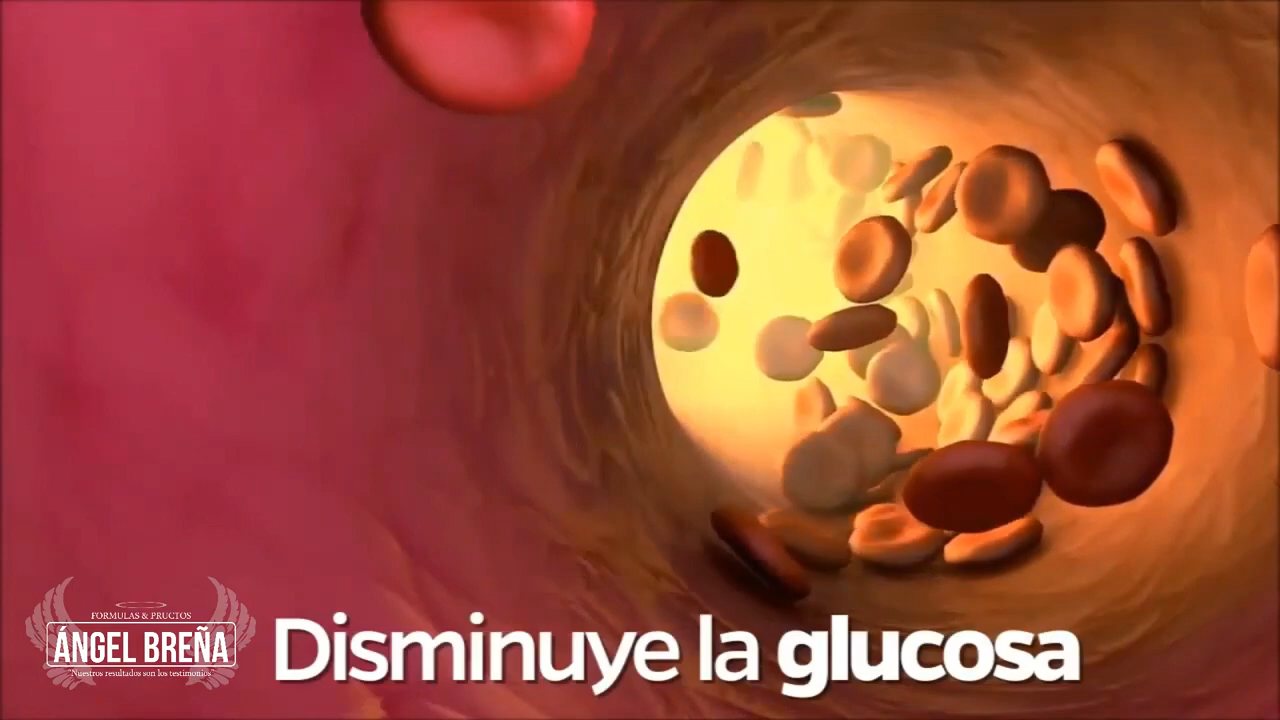 FORMULAS & PRUCTOS
ÁNGEL BREÑA
"Nuestros resultados son los testimonios"
Disminuye la glucosa